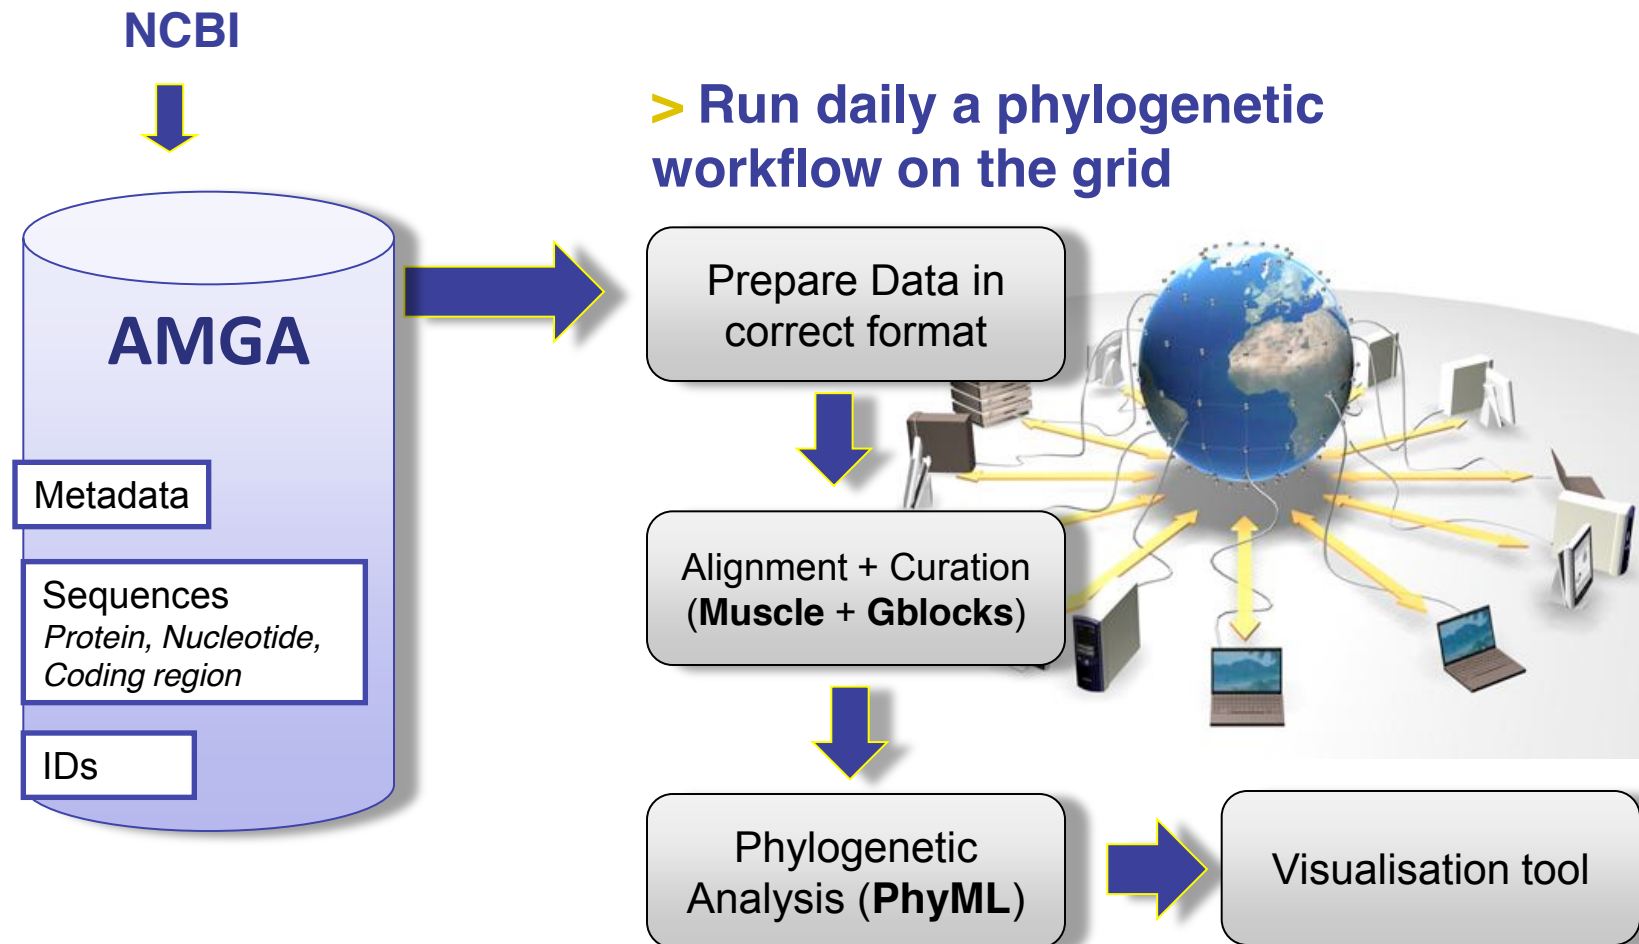 NCBI
> Run daily a phylogenetic
workflow on the grid
AMGA
Metadata
Sequences
Protein, Nucleotide,
Coding region
IDs
Prepare Data in
correct format
Alignment + Curation
(Muscle + Gblocks)
Phylogenetic
Analysis (PhyML)
Visualisation tool